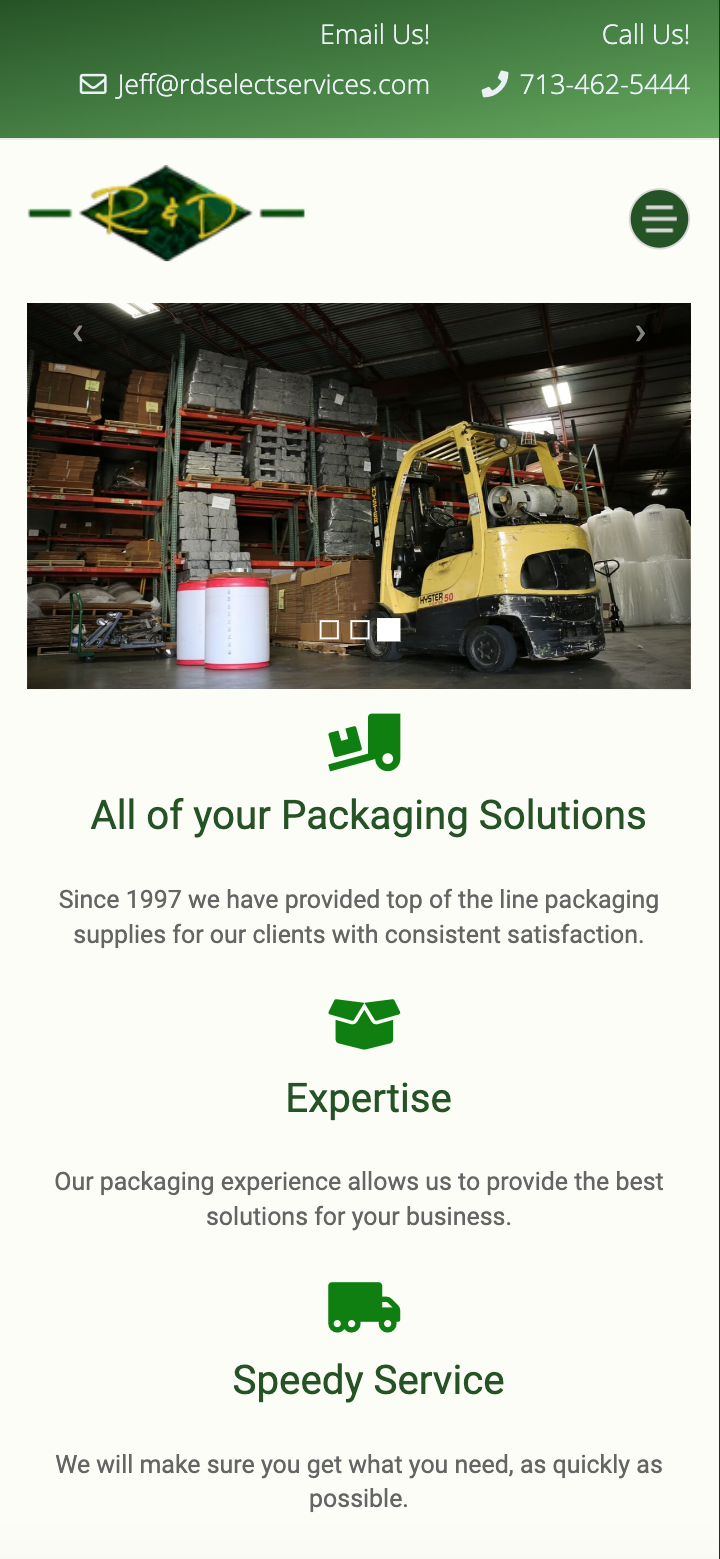 Email Us!
Call Us!
Jeff@rdselectservices.com
713-462-5444
R & D
HYSTER 50
All of your Packaging Solutions
Since 1997 we have provided top of the line packaging
supplies for our clients with consistent satisfaction.
Expertise
Our packaging experience allows us to provide the best
solutions for your business.
Speedy Service
We will make sure you get what you need, as quickly as
possible.